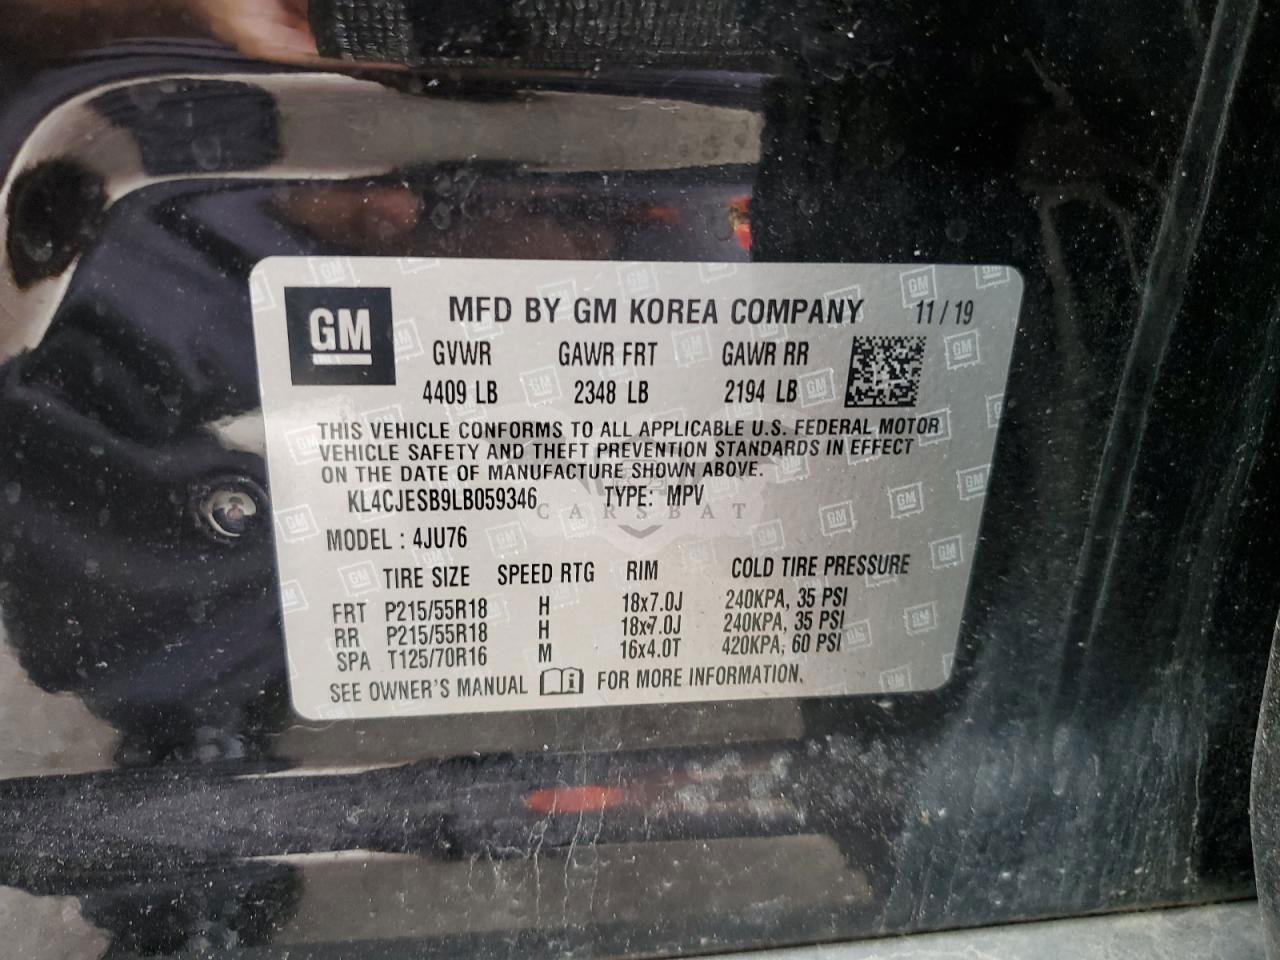 GM
MFD BY GM KOREA COMPANY 11 / 19
GVWR GAWR FRT GAWR RR
4409 LB 2348 LB 2194 LB
THIS VEHICLE CONFORMS TO ALL APPLICABLE U.S. FEDERAL MOTOR
VEHICLE SAFETY AND THEFT PREVENTION STANDARDS IN EFFECT
ON THE DATE OF MANUFACTURE SHOWN ABOVE.
KL4CJESB9LB059346 TYPE: MPV
CARSBAT
MODEL : 4JU76
TIRE SIZE SPEED RTG RIM COLD TIRE PRESSURE
FRT P215/55R18 H 18x7.0J 240KPA, 35 PSI
RR P215/55R18 H 18x7.0J 240KPA, 35 PSI
SPA T125/70R16 M 16x4.0T 420KPA, 60 PSI
SEE OWNER'S MANUAL FOR MORE INFORMATION.